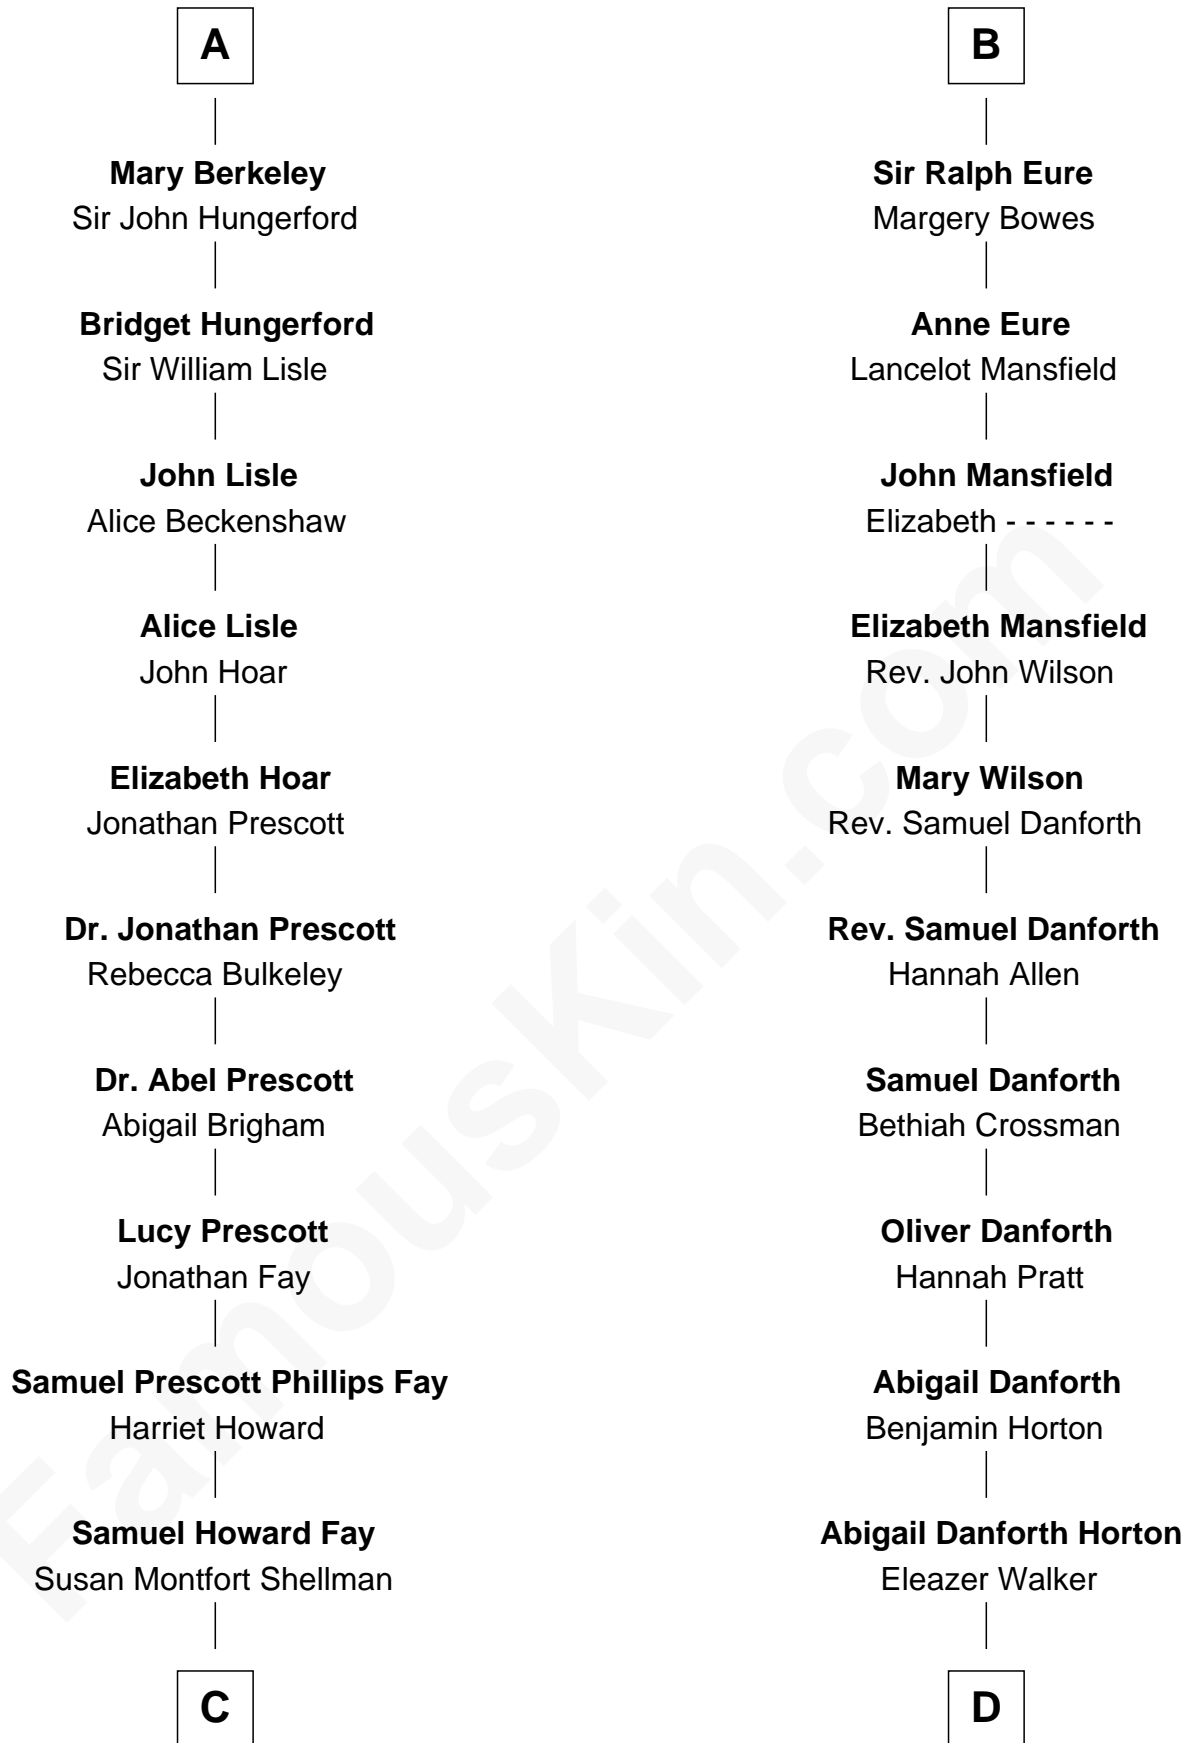 A
Mary Berkeley
Sir John Hungerford
Bridget Hungerford
Sir William Lisle
John Lisle
Alice Beckenshaw
Alice Lisle
John Hoar
Elizabeth Hoar
Jonathan Prescott
Dr. Jonathan Prescott
Rebecca Bulkeley
Dr. Abel Prescott
Abigail Brigham
Lucy Prescott
Jonathan Fay
Samuel Prescott Phillips Fay
Harriet Howard
Samuel Howard Fay
Susan Montfort Shellman
C
B
Sir Ralph Eure
Margery Bowes
Anne Eure
Lancelot Mansfield
John Mansfield
Elizabeth - - - - - -
Elizabeth Mansfield
Rev. John Wilson
Mary Wilson
Rev. Samuel Danforth
Rev. Samuel Danforth
Hannah Allen
Samuel Danforth
Bethiah Crossman
Oliver Danforth
Hannah Pratt
Abigail Danforth
Benjamin Horton
Abigail Danforth Horton
Eleazer Walker
D
FamousKin.com